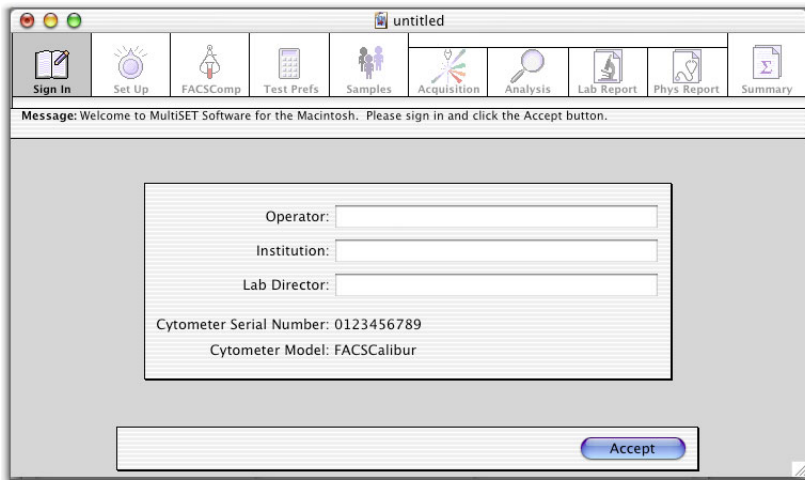 untitled
Sign In Set Up FACSComp Test Prefs Samples Acquisition Analysis Lab Report Phys Report Summary
Message: Welcome to MultiSET Software for the Macintosh. Please sign in and click the Accept button.
Operator:
Institution:
Lab Director:
Cytometer Serial Number: 0123456789
Cytometer Model: FACSCalibur
Accept